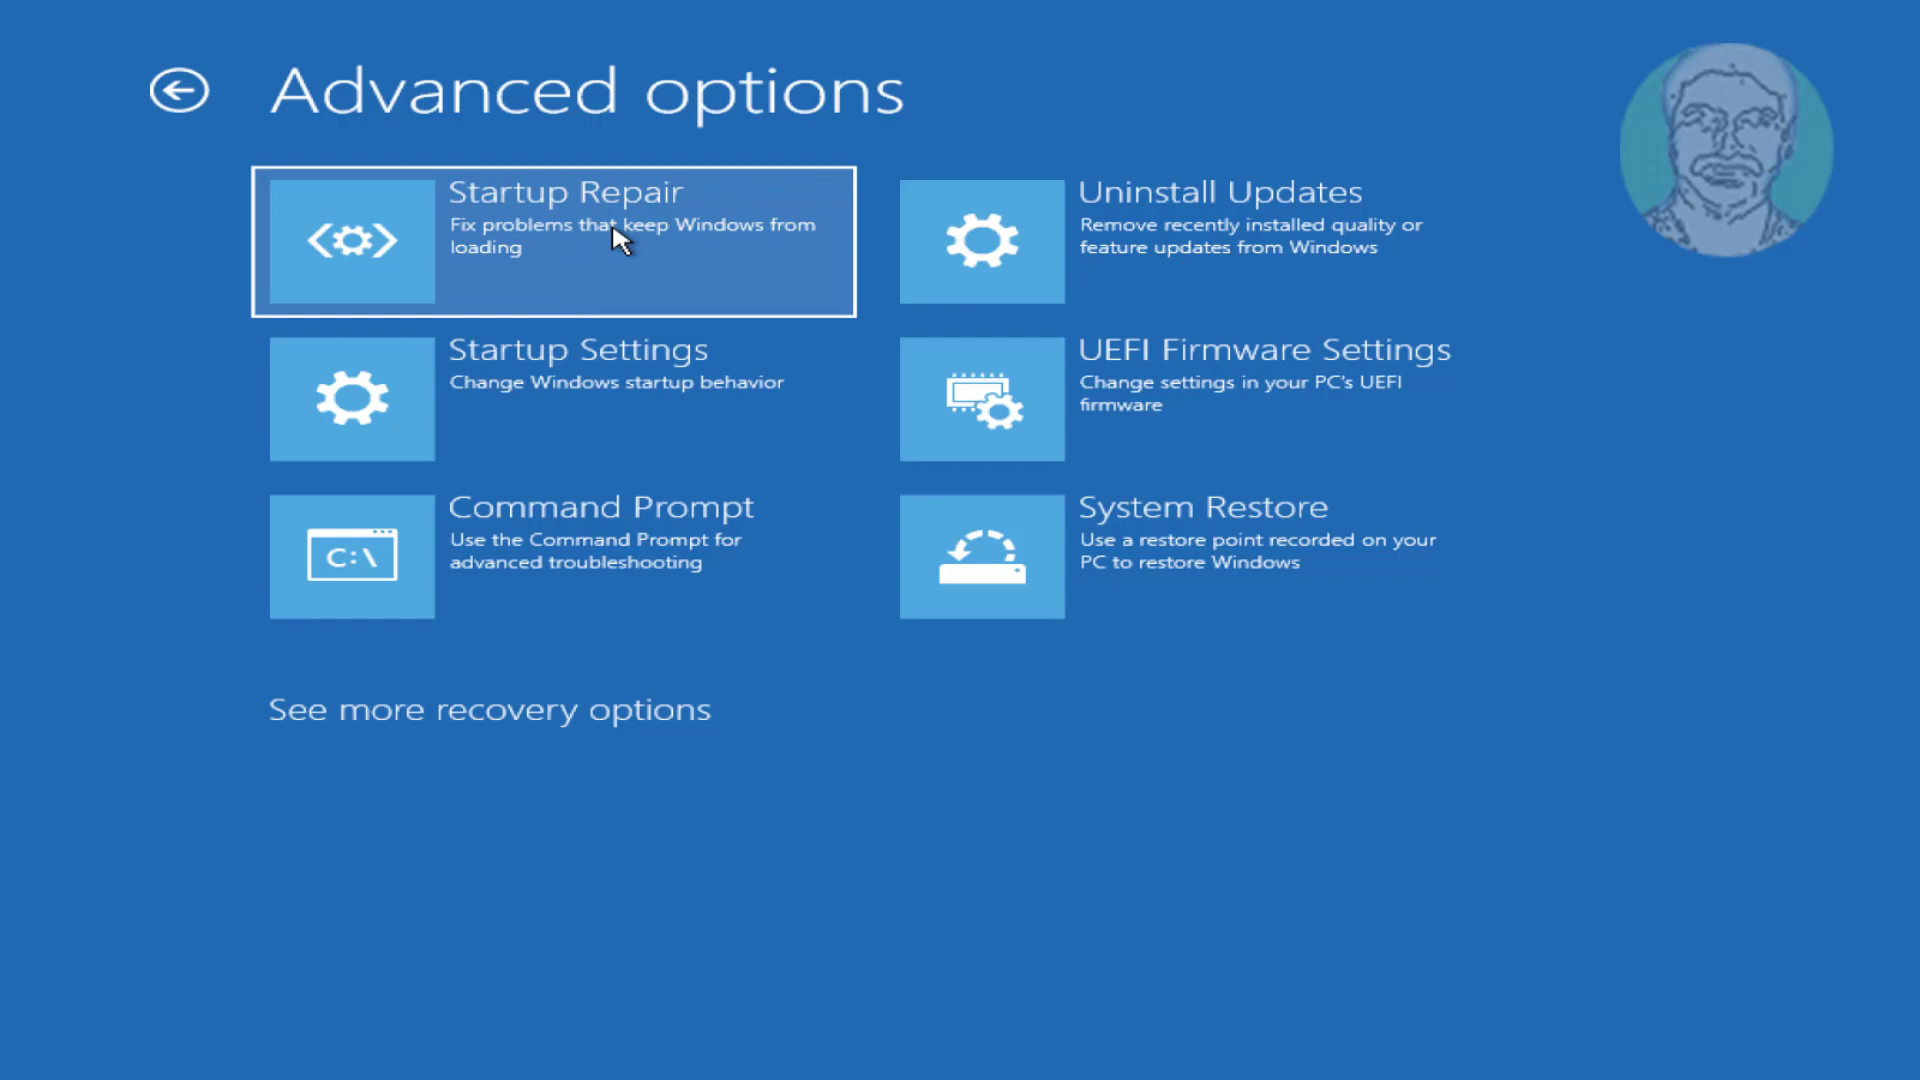 Advanced options
Startup Repair
Fix problems that keep Windows from
loading
Uninstall Updates
Remove recently installed quality or
feature updates from Windows
Startup Settings
Change Windows startup behavior
UEFI Firmware Settings
Change settings in your PC's UEFI
firmware
C:\
Command Prompt
Use the Command Prompt for
advanced troubleshooting
System Restore
Use a restore point recorded on your
PC to restore Windows
See more recovery options